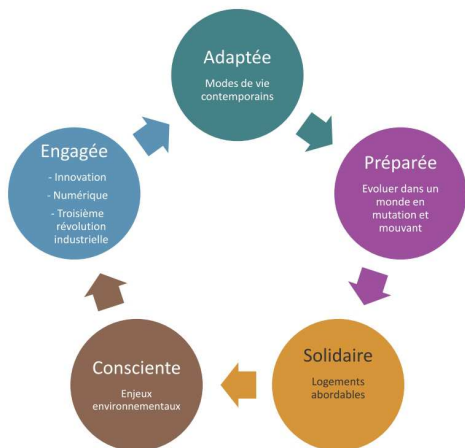 Adaptée
Modes de vie
contemporains
Préparée
Evoluer dans un
monde en
mutation et
mouvant
Solidaire
Logements
abordables
Consciente
Enjeux
environnementaux
Engagée
- Innovation
- Numérique
- Troisième
révolution
industrielle